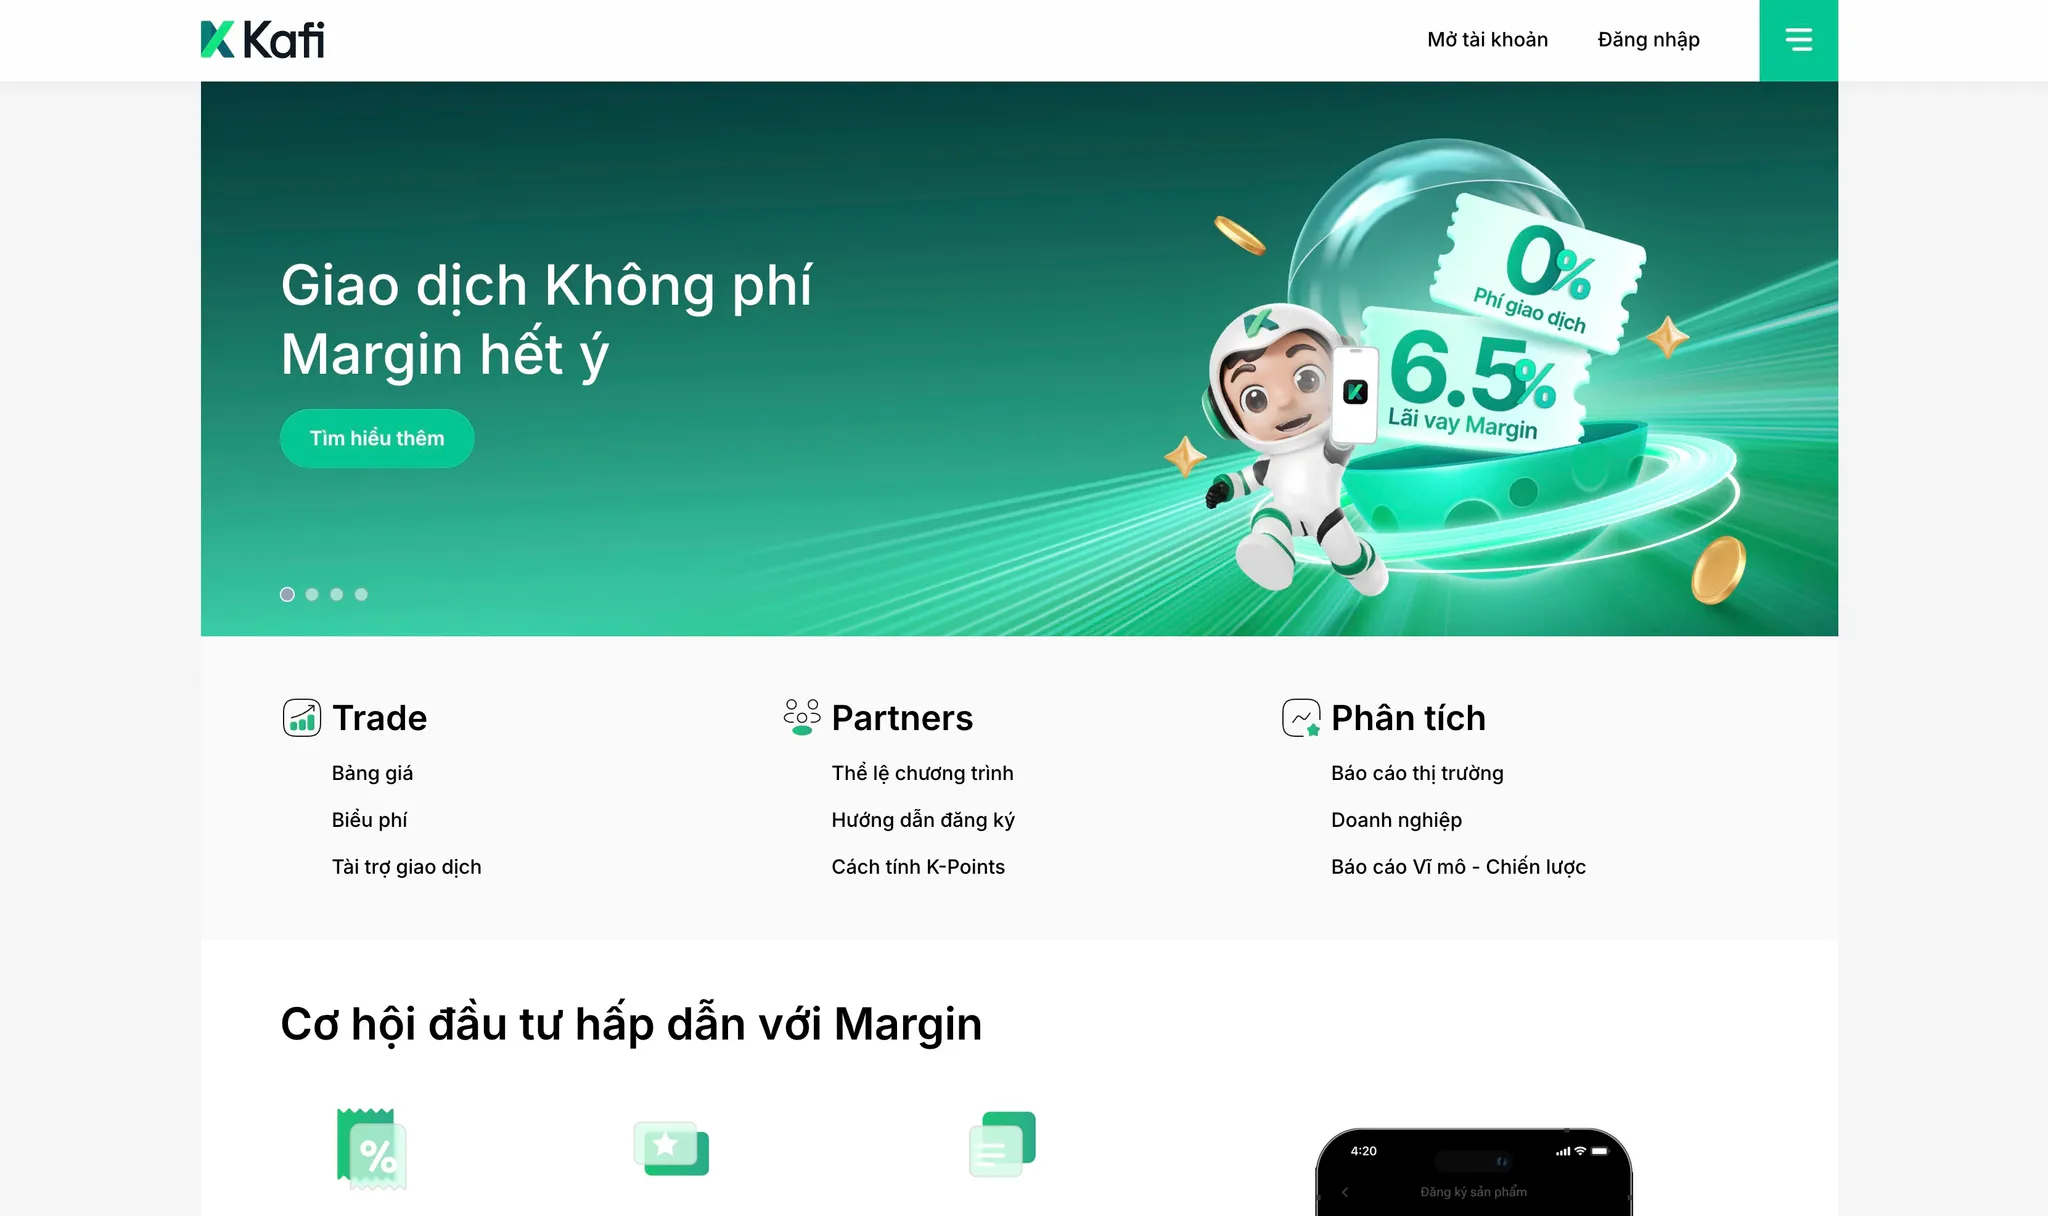 Kafi
Mở tài khoản
Đăng nhập
Giao dịch Không phí
Margin hết ý
Tìm hiểu thêm
0%
Phí giao dịch
6.5%
Lãi vay Margin
Trade
Bảng giá
Biểu phí
Tài trợ giao dịch
Partners
Thể lệ chương trình
Hướng dẫn đăng ký
Cách tính K-Points
Phân tích
Báo cáo thị trường
Doanh nghiệp
Báo cáo Vĩ mô - Chiến lược
Cơ hội đầu tư hấp dẫn với Margin
%
4:20
Đăng ký sản phẩm